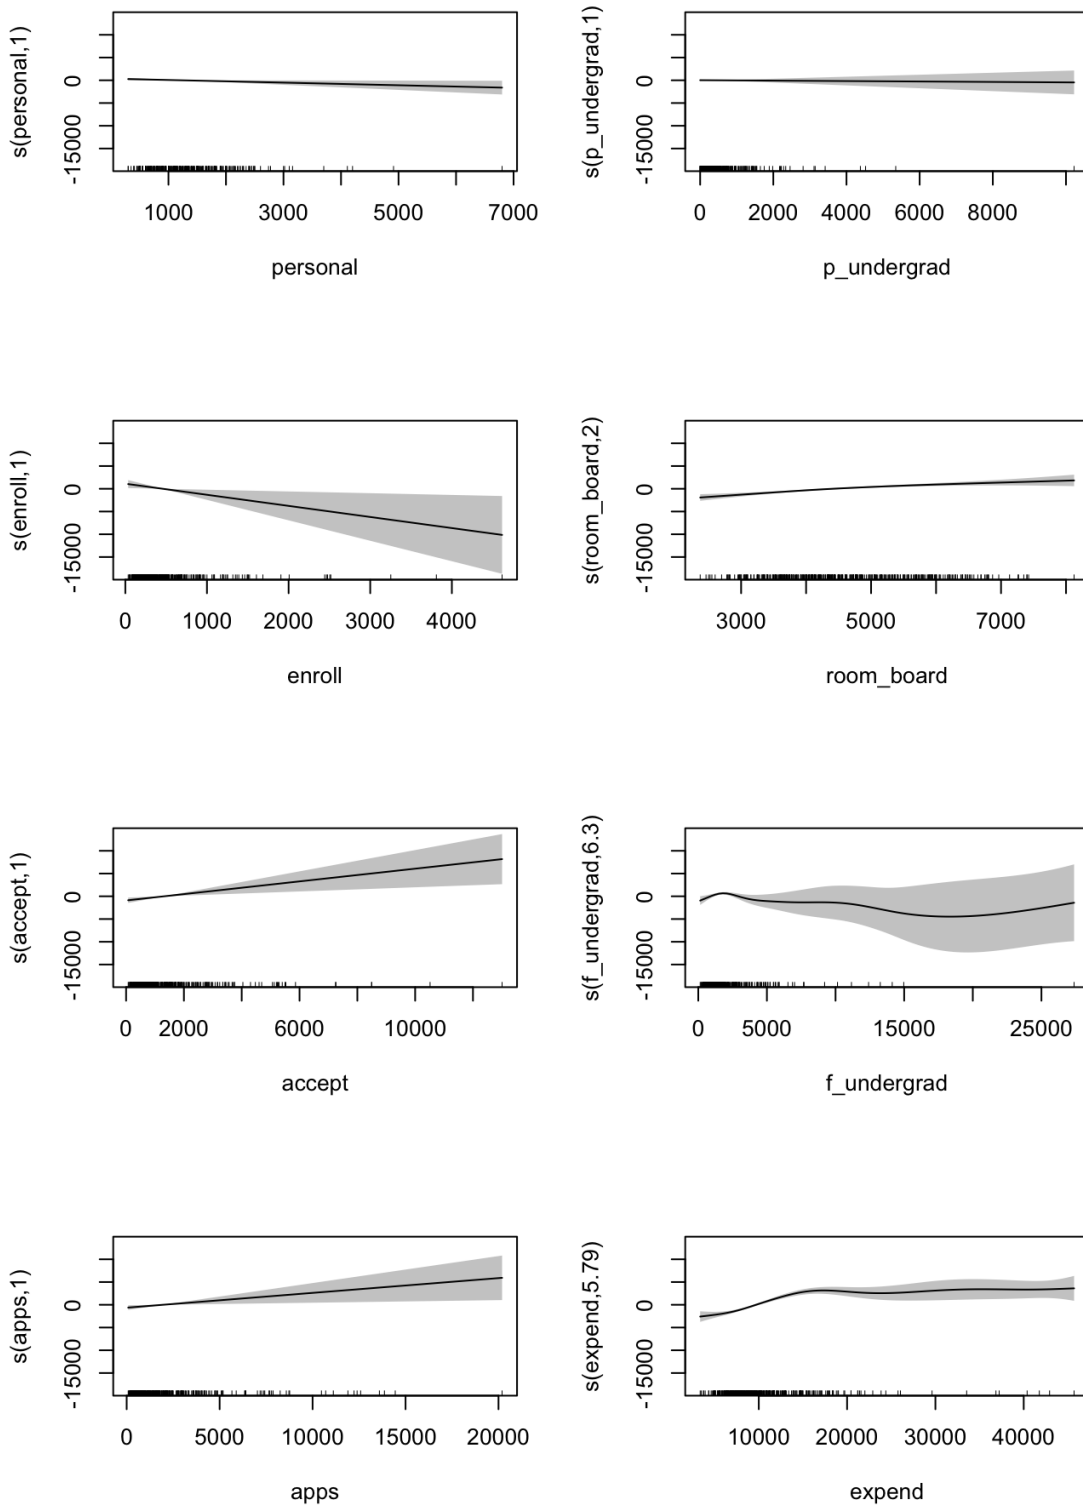 s(personal,1)
0
-15000
1000 3000 5000 7000
personal
s(p_undergrad,1)
0
-15000
0 2000 4000 6000 8000
p_undergrad
s(enroll,1)
0
-15000
0 1000 2000 3000 4000
enroll
s(room_board,2)
0
-15000
3000 5000 7000
room_board
s(accept,1)
0
-15000
0 2000 6000 10000
accept
s(f_undergrad,6.3)
0
-15000
0 5000 15000 25000
f_undergrad
s(apps,1)
0
-15000
0 5000 10000 15000 20000
apps
s(expend,5.79)
0
-15000
10000 20000 30000 40000
expend